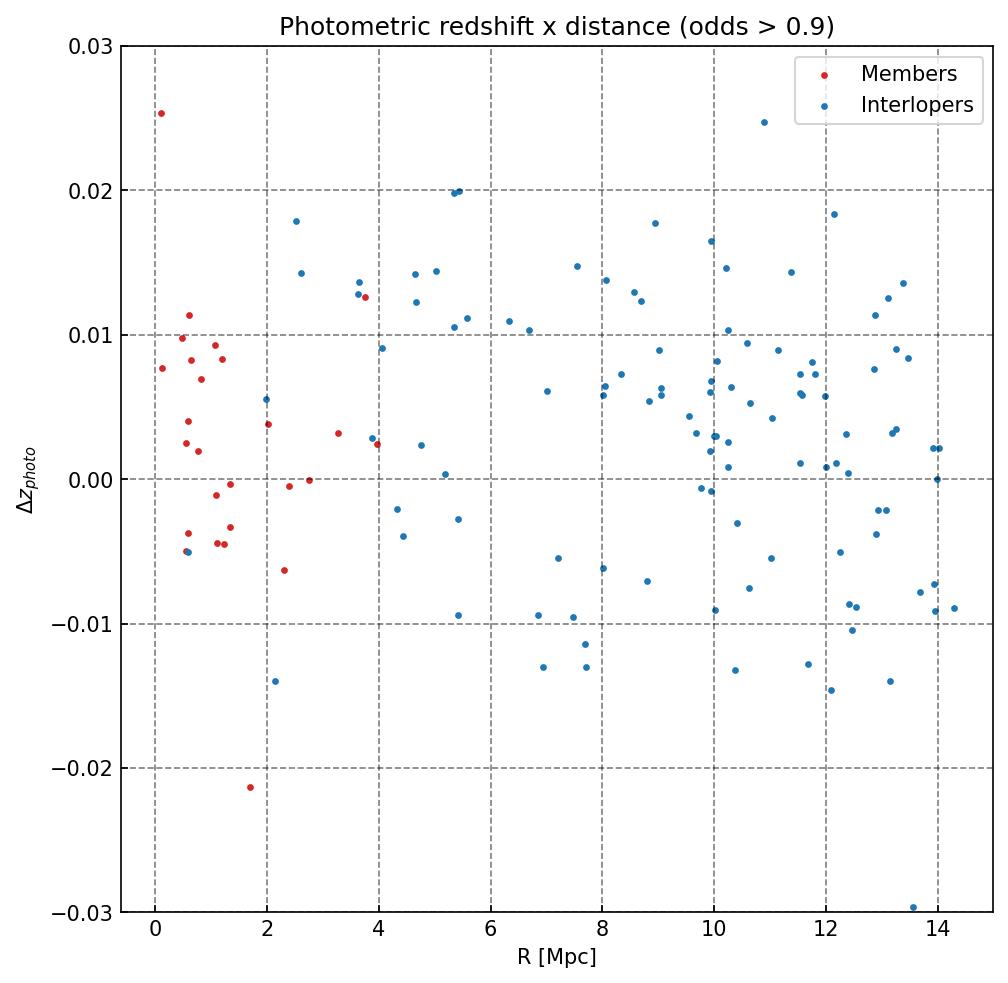 Photometric redshift x distance (odds > 0.9)
Members
Interlopers
0.03
0.02
0.01
0.00
−0.01
−0.02
−0.03
Δz_photo
0 2 4 6 8 10 12 14
R [Mpc]